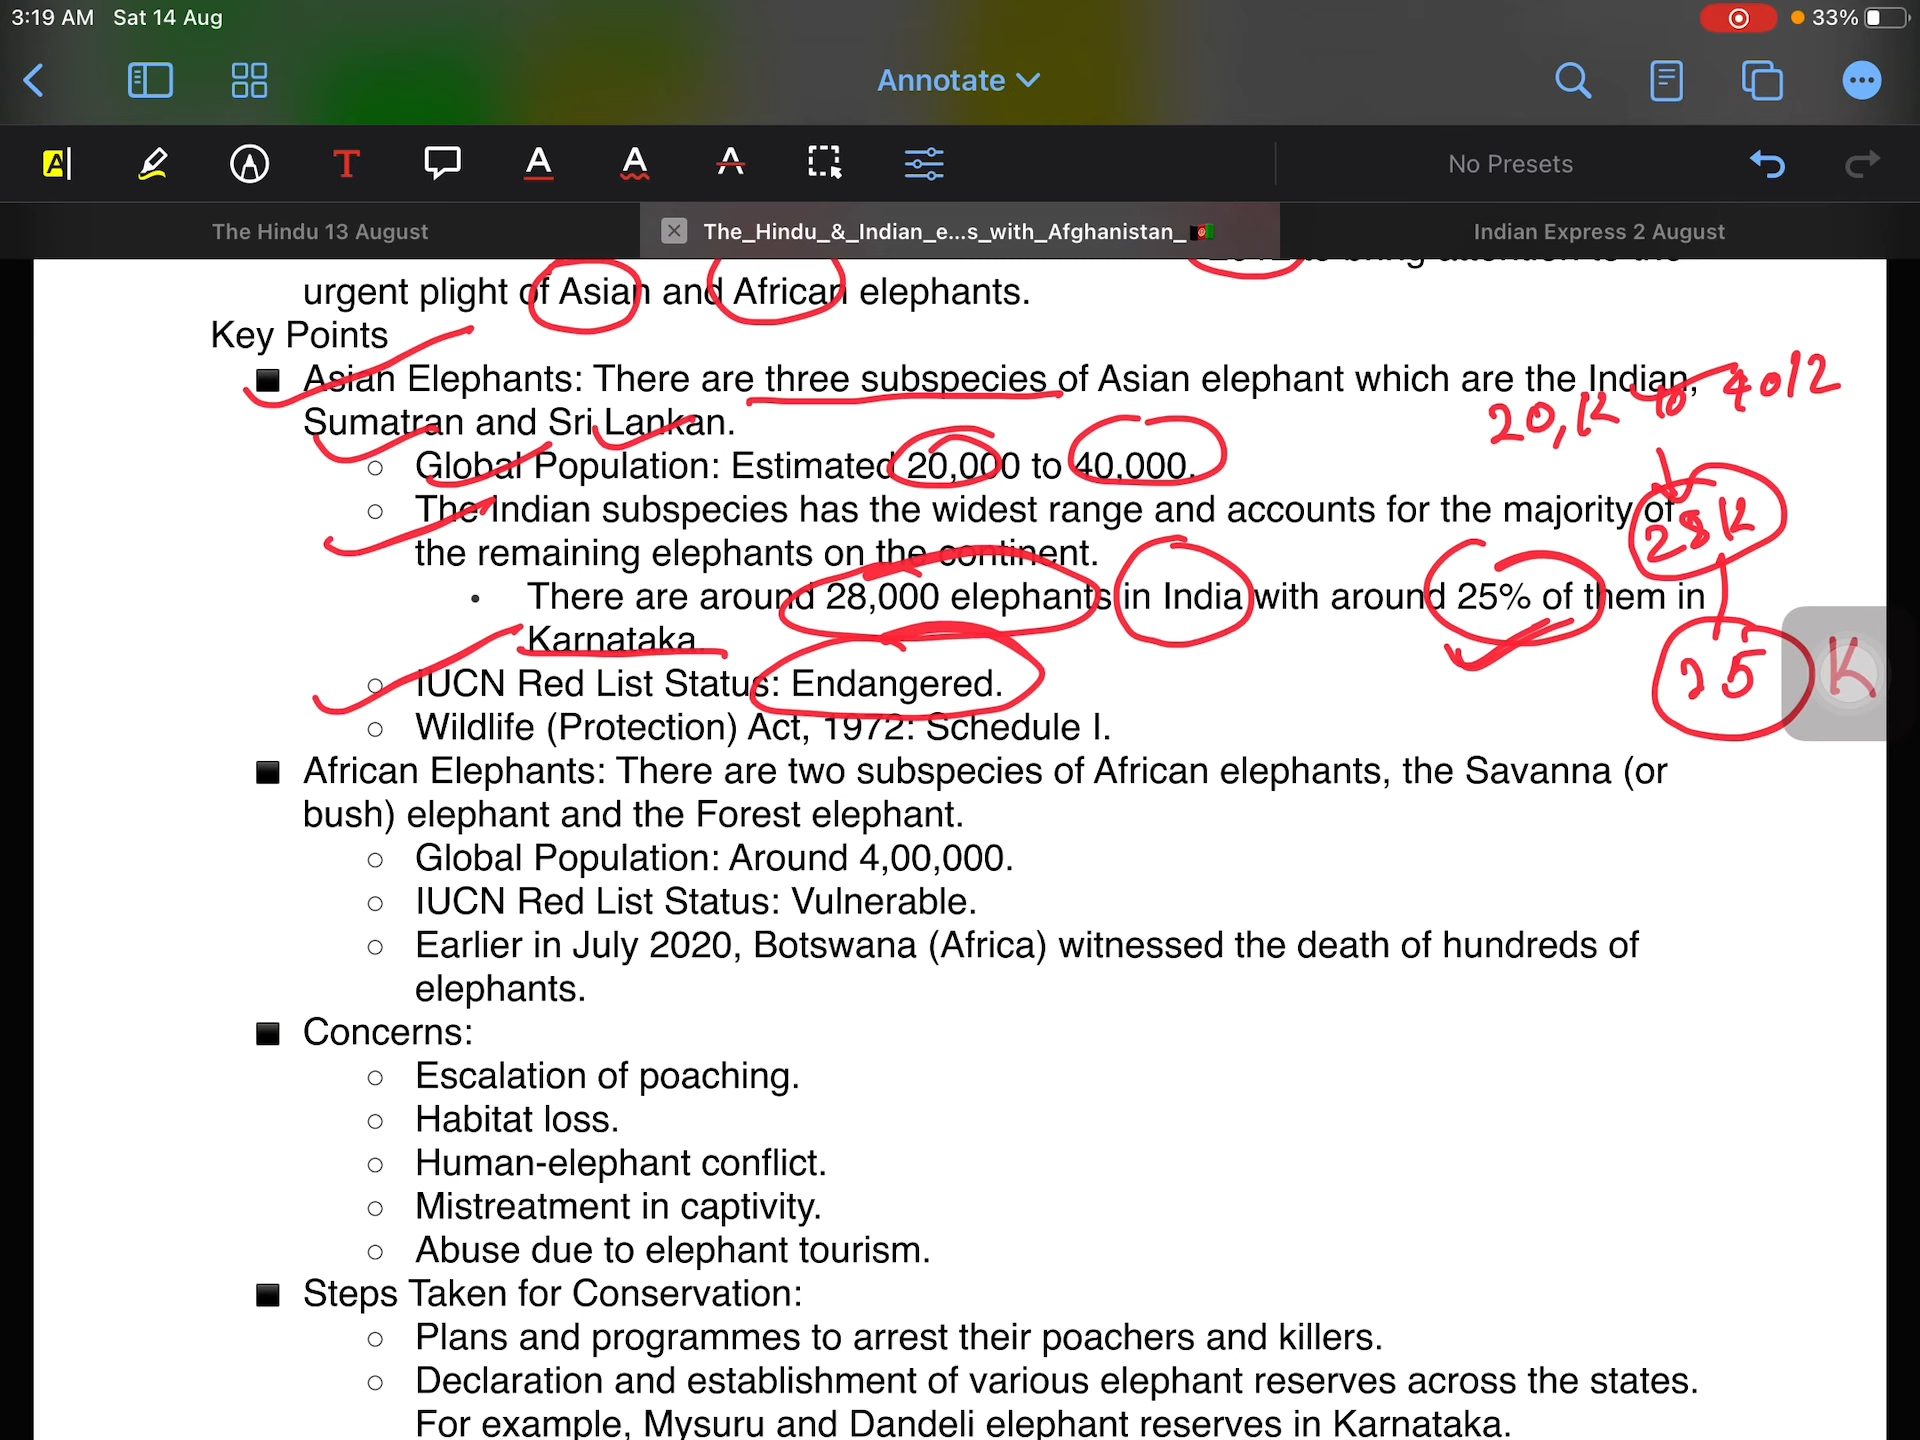 3:19 AM Sat 14 Aug
33%
Annotate
No Presets
The Hindu 13 August
The_Hindu_&_Indian_e...s_with_Afghanistan_
Indian Express 2 August
urgent plight of Asian and African elephants.
Key Points
Asian Elephants: There are three subspecies of Asian elephant which are the Indian,
20,K to 40K
Sumatran and Sri Lankan.
Global Population: Estimated 20,000 to 40,000.
The Indian subspecies has the widest range and accounts for the majority of
28K
the remaining elephants on the continent.
There are around 28,000 elephants in India with around 25% of them in
Karnataka.
25 K
IUCN Red List Status: Endangered.
Wildlife (Protection) Act, 1972: Schedule I.
African Elephants: There are two subspecies of African elephants, the Savanna (or
bush) elephant and the Forest elephant.
Global Population: Around 4,00,000.
IUCN Red List Status: Vulnerable.
Earlier in July 2020, Botswana (Africa) witnessed the death of hundreds of
elephants.
Concerns:
Escalation of poaching.
Habitat loss.
Human-elephant conflict.
Mistreatment in captivity.
Abuse due to elephant tourism.
Steps Taken for Conservation:
Plans and programmes to arrest their poachers and killers.
Declaration and establishment of various elephant reserves across the states.
For example, Mysuru and Dandeli elephant reserves in Karnataka.